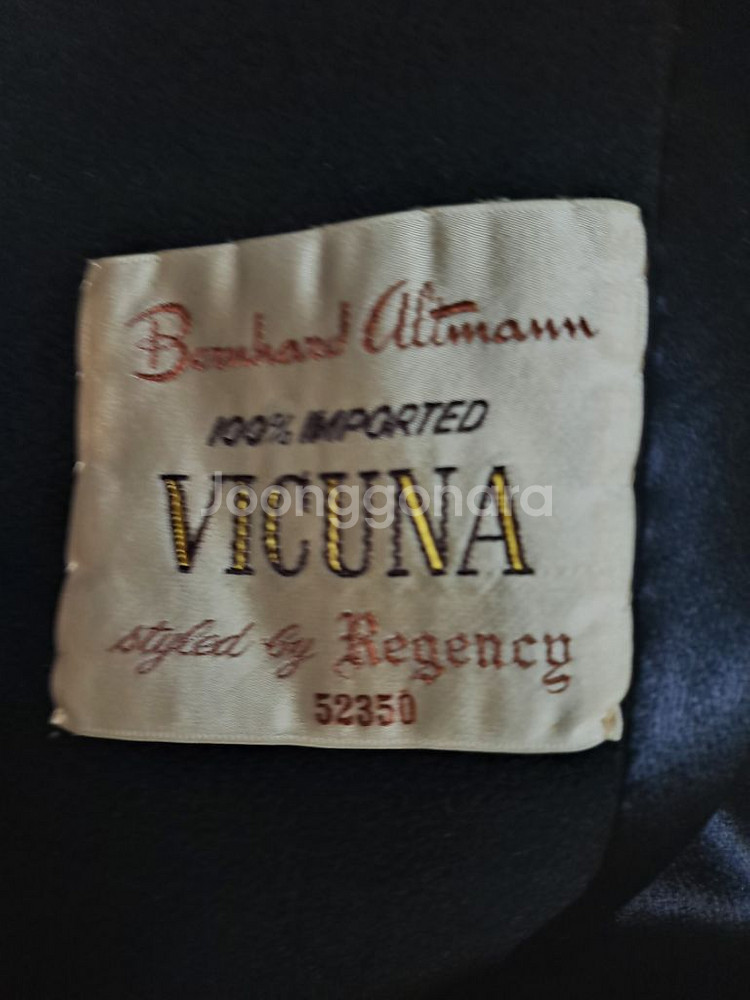 Bernhard Altmann
100% IMPORTED
VICUNA
Joonggonara
styled by Regency
52350